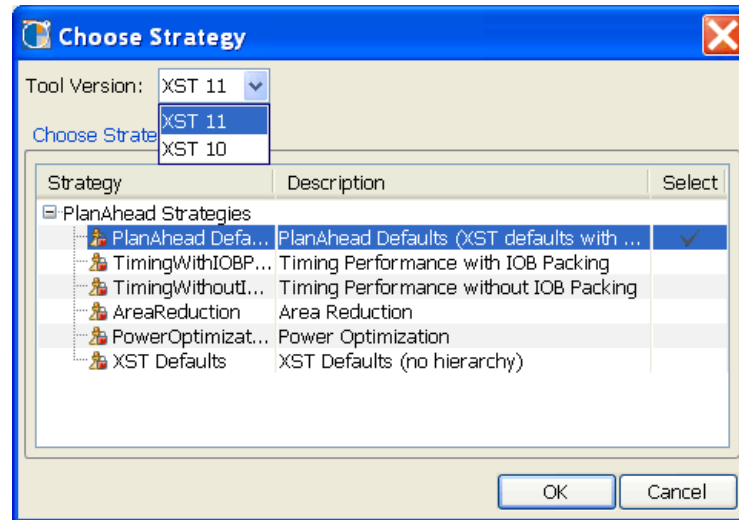 Choose Strategy
Tool Version: XST 11
XST 11
XST 10
Choose Strate
Strategy Description Select
PlanAhead Strategies
PlanAhead Defa... PlanAhead Defaults (XST defaults with ...
TimingWithIOBP... Timing Performance with IOB Packing
TimingWithoutI... Timing Performance without IOB Packing
AreaReduction Area Reduction
PowerOptimizat... Power Optimization
XST Defaults XST Defaults (no hierarchy)
OK Cancel